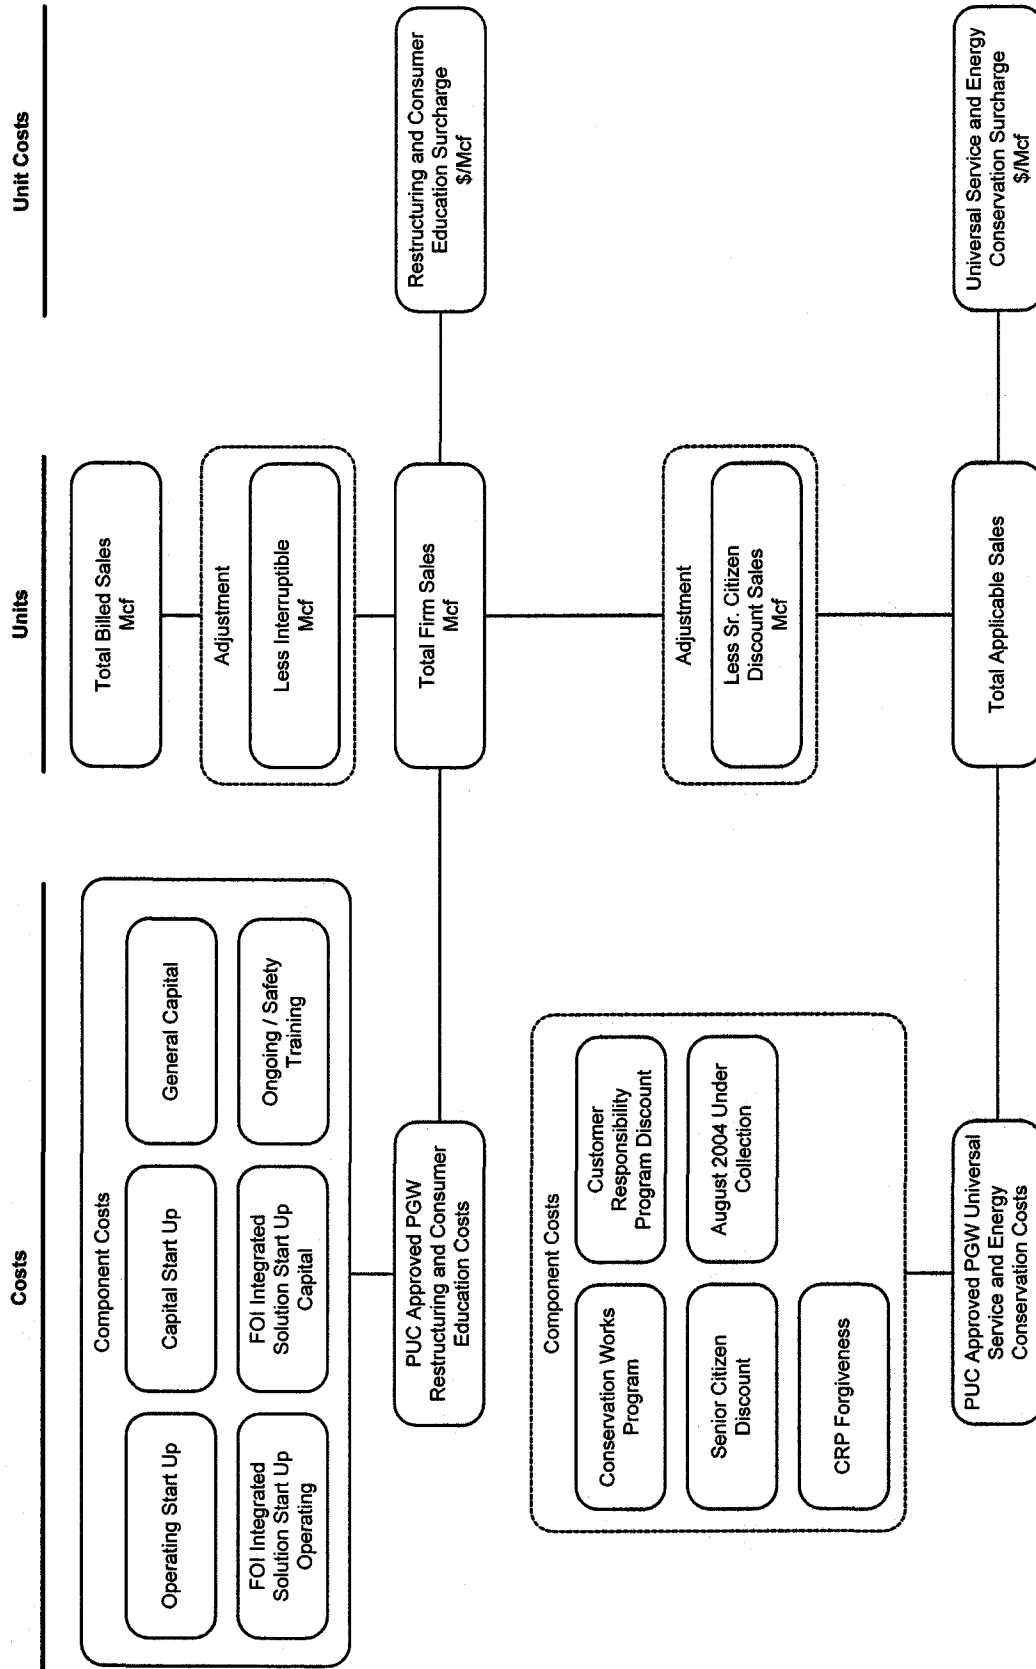 Costs
Units
Unit Costs
Component Costs
Operating Start Up
Capital Start Up
General Capital
FOI Integrated
Solution Start Up
Operating
FOI Integrated
Solution Start Up
Capital
Ongoing / Safety
Training
PUC Approved PGW
Restructuring and Consumer
Education Costs
Total Billed Sales
Mcf
Adjustment
Less Interruptible
Mcf
Total Firm Sales
Mcf
Restructuring and Consumer
Education Surcharge
$/Mcf
Component Costs
Conservation Works
Program
Customer
Responsibility
Program Discount
Senior Citizen
Discount
August 2004 Under
Collection
CRP Forgiveness
PUC Approved PGW Universal
Service and Energy
Conservation Costs
Adjustment
Less Sr. Citizen
Discount Sales
Mcf
Total Applicable Sales
Universal Service and Energy
Conservation Surcharge
$/Mcf